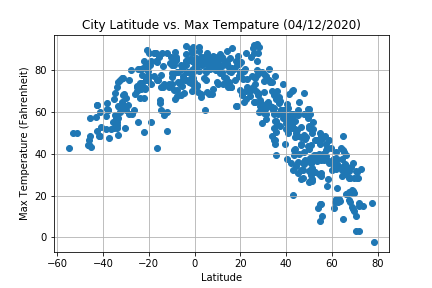 City Latitude vs. Max Tempature (04/12/2020)
Max Temperature (Fahrenheit)
80
60
40
20
0
−60 −40 −20 0 20 40 60 80
Latitude